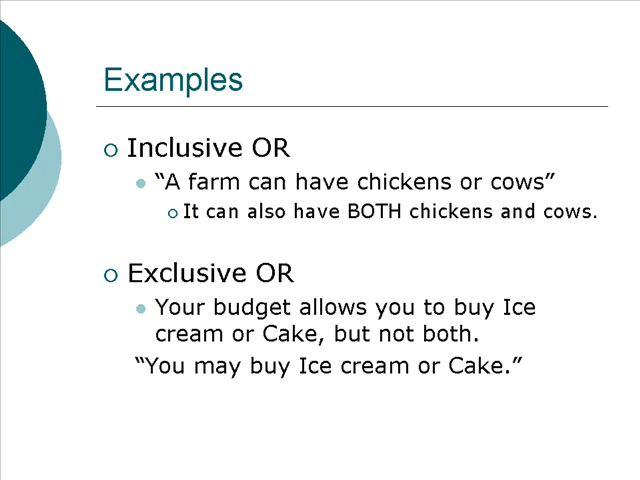 Examples
Inclusive OR
“A farm can have chickens or cows”
It can also have BOTH chickens and cows.
Exclusive OR
Your budget allows you to buy Ice
cream or Cake, but not both.
“You may buy Ice cream or Cake.”